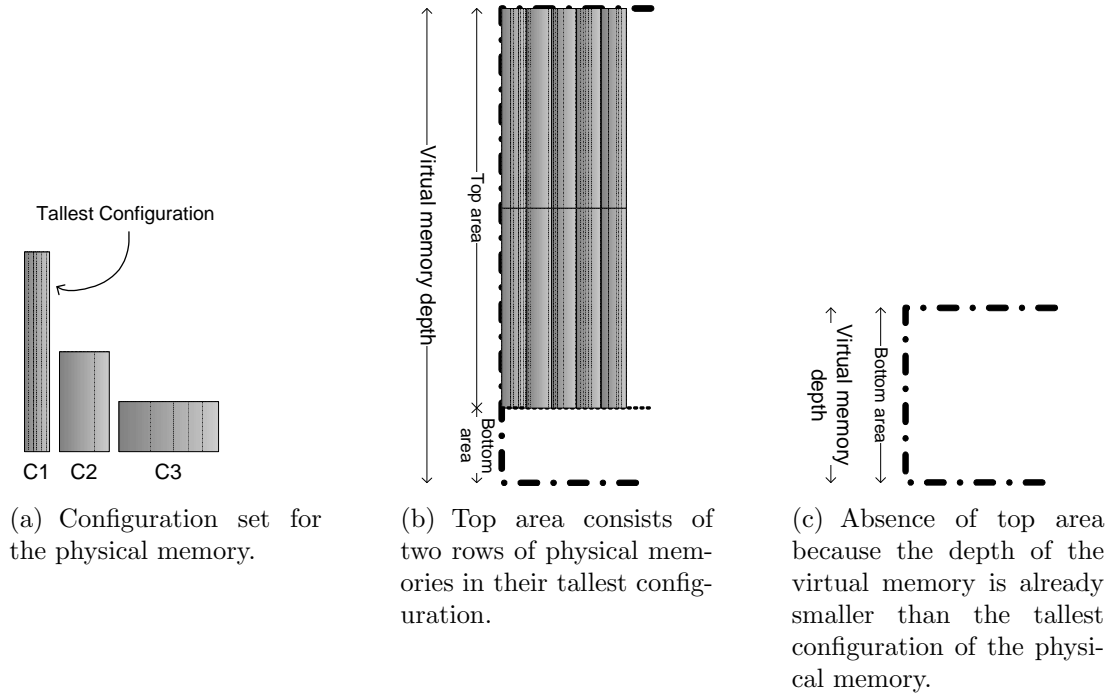 Tallest Configuration
C1
C2
C3
(a) Configuration set for
the physical memory.
Virtual memory depth
Top area
Bottom
area
(b) Top area consists of
two rows of physical mem-
ories in their tallest config-
uration.
Virtual memory
depth
Bottom area
(c) Absence of top area
because the depth of the
virtual memory is already
smaller than the tallest
configuration of the physi-
cal memory.